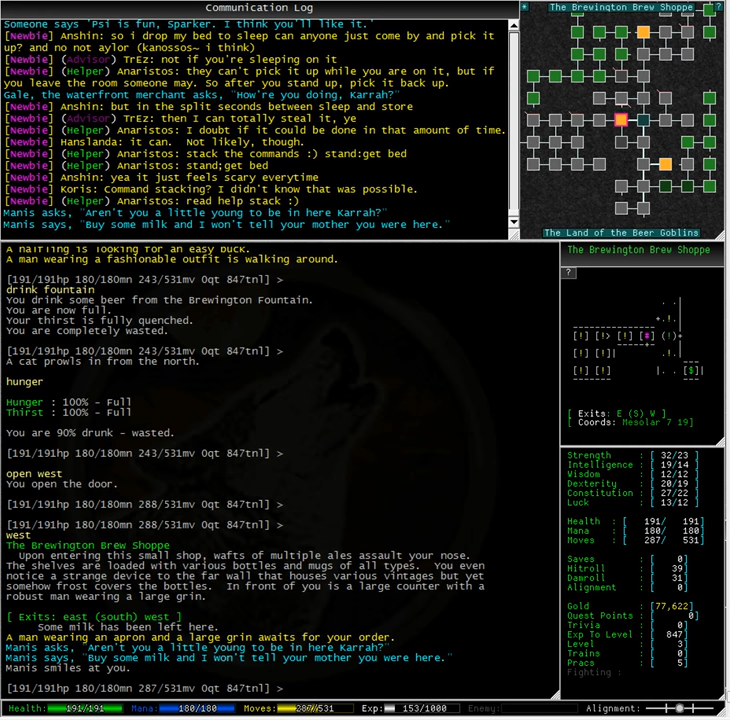 Communication Log
Someone says 'Psi is fun, Sparker. I think you'll like it.'
[Newbie] Anshin: so i drop my bed to sleep can anyone just come by and pick it
up? and no not aylor (kanossos~ i think)
[Newbie] (Advisor) TrEz: not if you're sleeping on it
[Newbie] (Helper) Anaristos: they can't pick it up while you are on it, but if
you leave the room someone may. So after you stand up, pick it back up.
Gale, the waterfront merchant asks, "How're you doing, Karrah?"
[Newbie] Anshin: but in the split seconds between sleep and store
[Newbie] (Advisor) TrEz: then I can totally steal it, ye
[Newbie] (Helper) Anaristos: I doubt if it could be done in that amount of time.
[Newbie] Hanslanda: it can.  Not likely, though.
[Newbie] (Helper) Anaristos: stack the commands :) stand:get bed
[Newbie] (Helper) Anaristos: stand;get bed
[Newbie] Anshin: yea it just feels scary everytime
[Newbie] Koris: Command stacking? I didn't know that was possible.
[Newbie] (Helper) Anaristos: read help stack :)
Manis asks, "Aren't you a little young to be in here Karrah?"
Manis says, "Buy some milk and I won't tell your mother you were here."
The Brewington Brew Shoppe ?
The Land of the Beer Goblins
A halfling is looking for an easy buck.
A man wearing a fashionable outfit is walking around.
[191/191hp 180/180mn 243/531mv 0qt 847tnl] >
drink fountain
You drink some beer from the Brewington Fountain.
You are now full.
Your thirst is fully quenched.
You are completely wasted.
[191/191hp 180/180mn 243/531mv 0qt 847tnl] >
A cat prowls in from the north.
hunger
Hunger : 100% - Full
Thirst : 100% - Full
You are 90% drunk - wasted.
[191/191hp 180/180mn 243/531mv 0qt 847tnl] >
open west
You open the door.
[191/191hp 180/180mn 288/531mv 0qt 847tnl] >
[191/191hp 180/180mn 288/531mv 0qt 847tnl] >
west
The Brewington Brew Shoppe
Upon entering this small shop, wafts of multiple ales assault your nose.
The shelves are loaded with various bottles and mugs of all types.  You even
notice a strange device to the far wall that houses various vintages but yet
somehow frost covers the bottles.  In front of you is a large counter with a
robust man wearing a large grin.
[ Exits: east (south) west ]
Some milk has been left here.
A man wearing an apron and a large grin awaits for your order.
Manis asks, "Aren't you a little young to be in here Karrah?"
Manis says, "Buy some milk and I won't tell your mother you were here."
Manis smiles at you.
[191/191hp 180/180mn 287/531mv 0qt 847tnl] >
The Brewington Brew Shoppe
?
[!] [!> [!] [#] (!)
[!] [!]
[!] [!] [$]
[ Exits: E (S) W ]
[ Coords: Mesolar 7 19]
Strength : [ 32/23 ]
Intelligence : [ 19/14 ]
Wisdom : [ 12/12 ]
Dexterity : [ 20/19 ]
Constitution : [ 27/22 ]
Luck : [ 13/12 ]
Health : [ 191/ 191]
Mana : [ 180/ 180]
Moves : [ 287/ 531]
Saves : [ 0]
Hitroll : [ 39]
Damroll : [ 31]
Alignment : [ 0]
Gold : [77,622]
Quest Points : [ 0]
Trivia : [ 0]
Exp To Level : [ 847]
Level : [ 3]
Trains : [ 0]
Pracs : [ 5]
Fighting :
Health: 191/191 Mana: 180/180 Moves: 287/531 Exp: 153/1000 Enemy: Alignment: